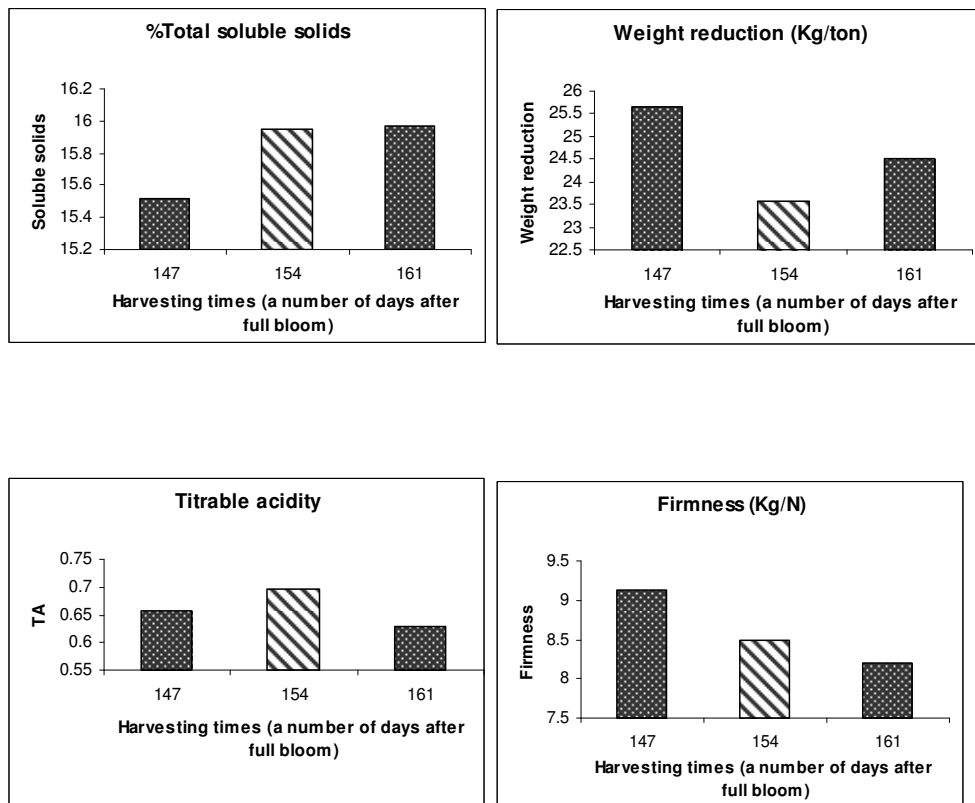 %Total soluble solids
Soluble solids
16.2
16
15.8
15.6
15.4
15.2
147 154 161
Harvesting times (a number of days after
full bloom)
Weight reduction (Kg/ton)
Weight reduction
26
25.5
25
24.5
24
23.5
23
22.5
147 154 161
Harvesting times (a number of days after
full bloom)
Titrable acidity
TA
0.75
0.7
0.65
0.6
0.55
147 154 161
Harvesting times (a number of days after
full bloom)
Firmness (Kg/N)
Firmness
9.5
9
8.5
8
7.5
147 154 161
Harvesting times (a number of days after
full bloom)